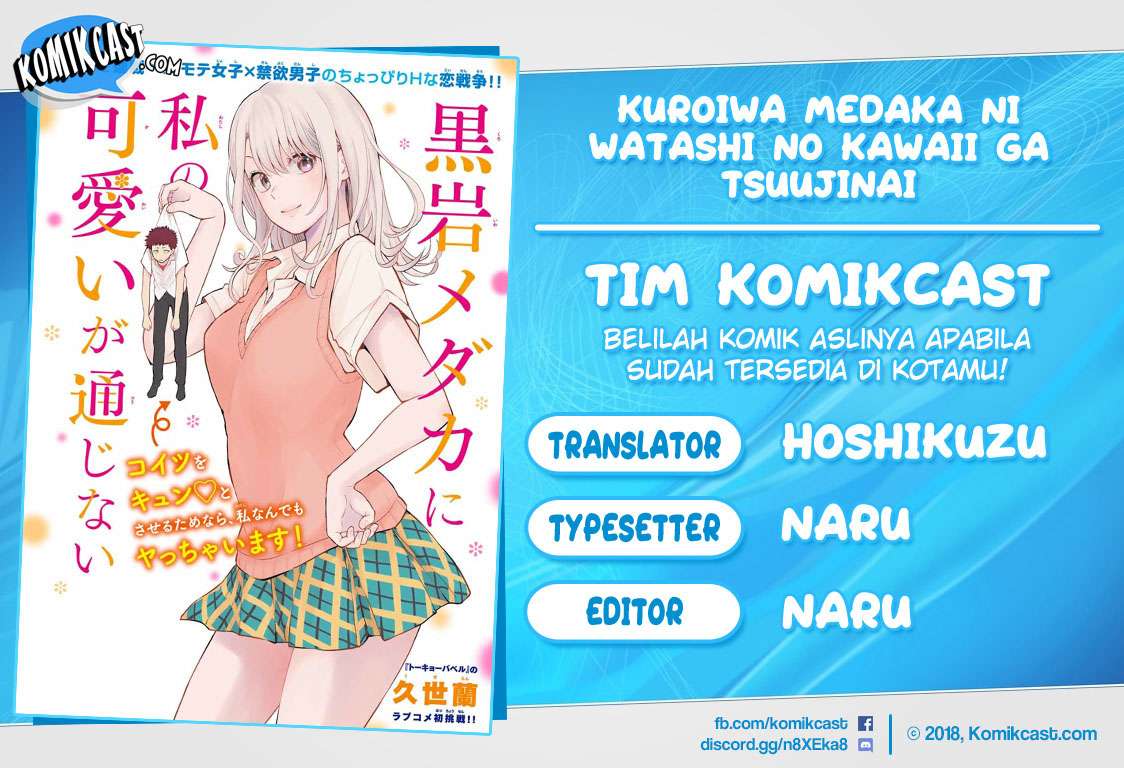 KOMIKCAST
.COM
モテ女子×禁欲男子のちょっぴりHな恋戦争!!
黒岩メダカに
私の
可愛いが通じない
コイツを
キュン♡と
させるためなら、私なんでも
ヤっちゃいます!
『トーキョーバベル』の
久世蘭
ラブコメ初挑戦!!
KUROIWA MEDAKA NI
WATASHI NO KAWAII GA
TSUUJINAI
TIM KOMIKCAST
BELILAH KOMIK ASLINYA APABILA
SUDAH TERSEDIA DI KOTAMU!
TRANSLATOR HOSHIKUZU
TYPESETTER NARU
EDITOR NARU
fb.com/komikcast
discord.gg/n8XEka8
© 2018, Komikcast.com